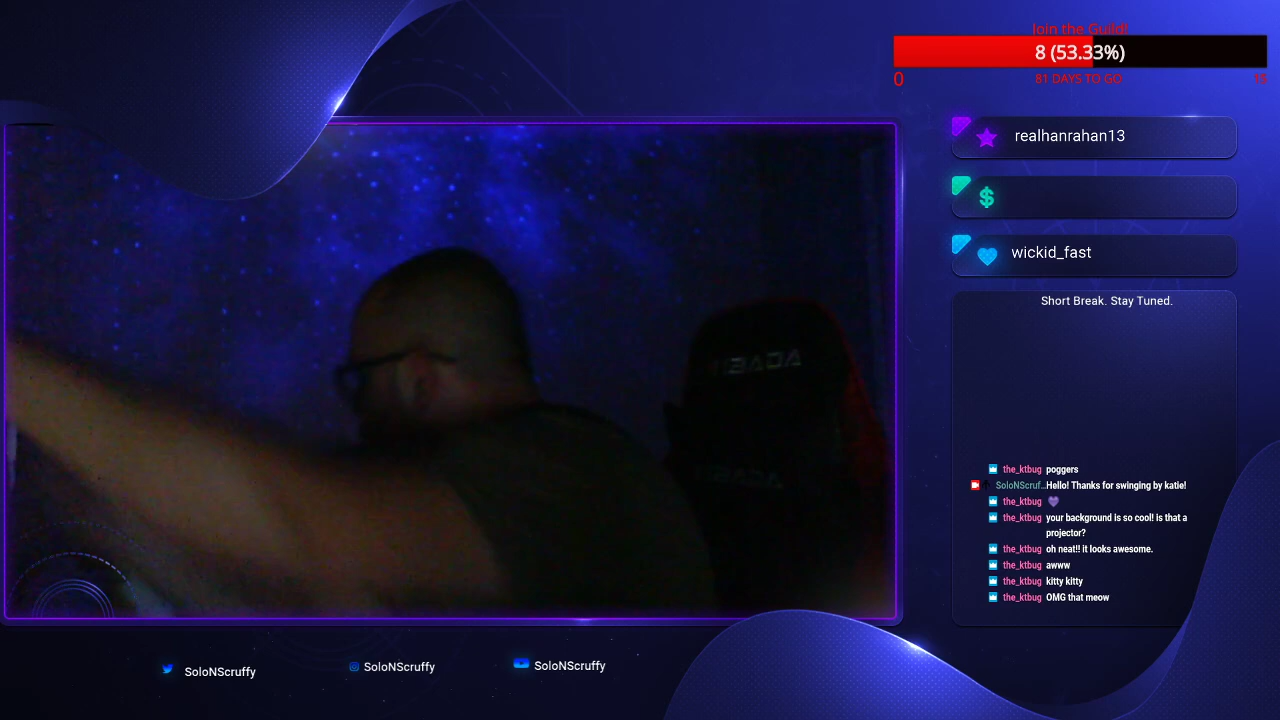 Join the Guild!
8 (53.33%)
0
81 DAYS TO GO
15
realhanrahan13
$
wickid_fast
Short Break. Stay Tuned.
the_ktbug poggers
SoloNScruf...Hello! Thanks for swinging by katie!
the_ktbug 💜
the_ktbug your background is so cool! is that a
projector?
the_ktbug oh neat!! it looks awesome.
the_ktbug awww
the_ktbug kitty kitty
the_ktbug OMG that meow
SoloNScruffy
SoloNScruffy
SoloNScruffy